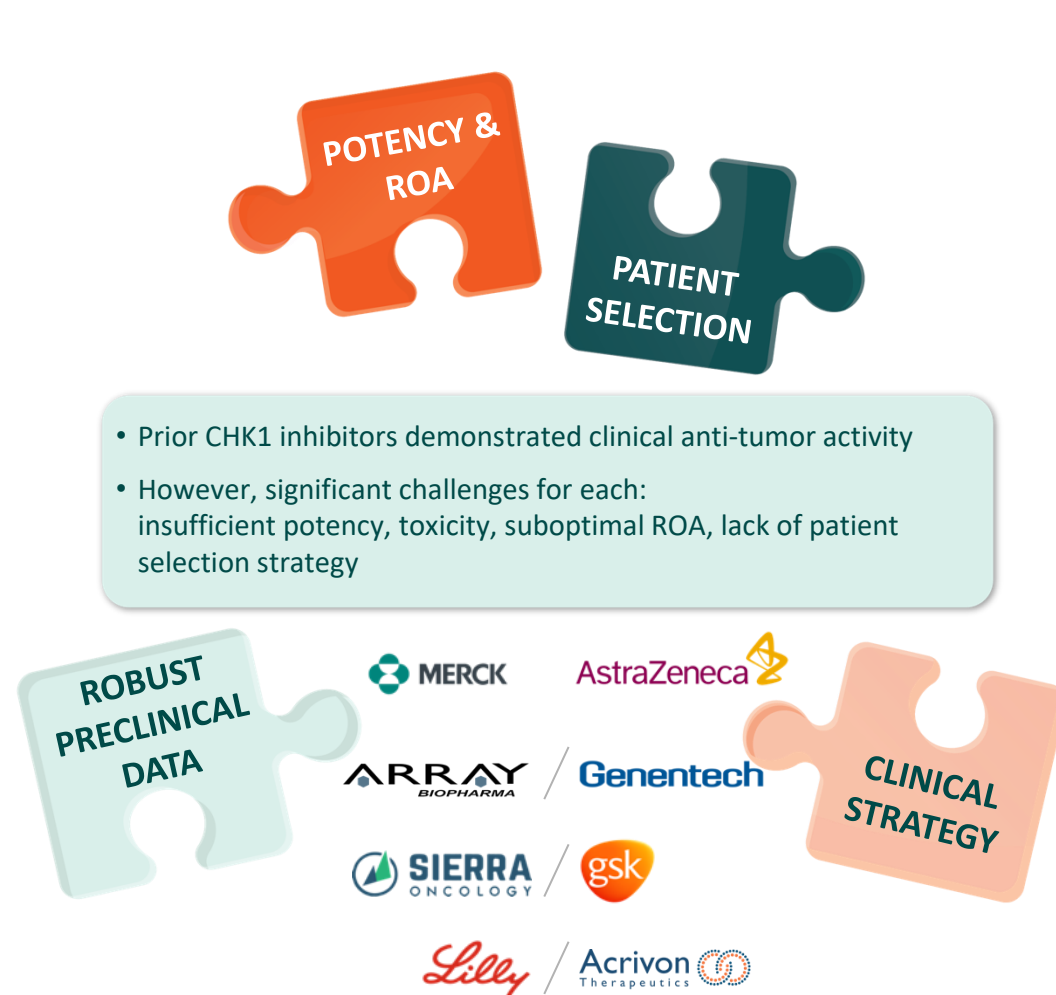 POTENCY &
ROA
PATIENT
SELECTION
• Prior CHK1 inhibitors demonstrated clinical anti-tumor activity
• However, significant challenges for each:
insufficient potency, toxicity, suboptimal ROA, lack of patient
selection strategy
ROBUST
PRECLINICAL
DATA
MERCK
AstraZeneca
CLINICAL
STRATEGY
ARRAY
BIOPHARMA
Genentech
SIERRA
ONCOLOGY
gsk
Lilly
Acrivon
Therapeutics